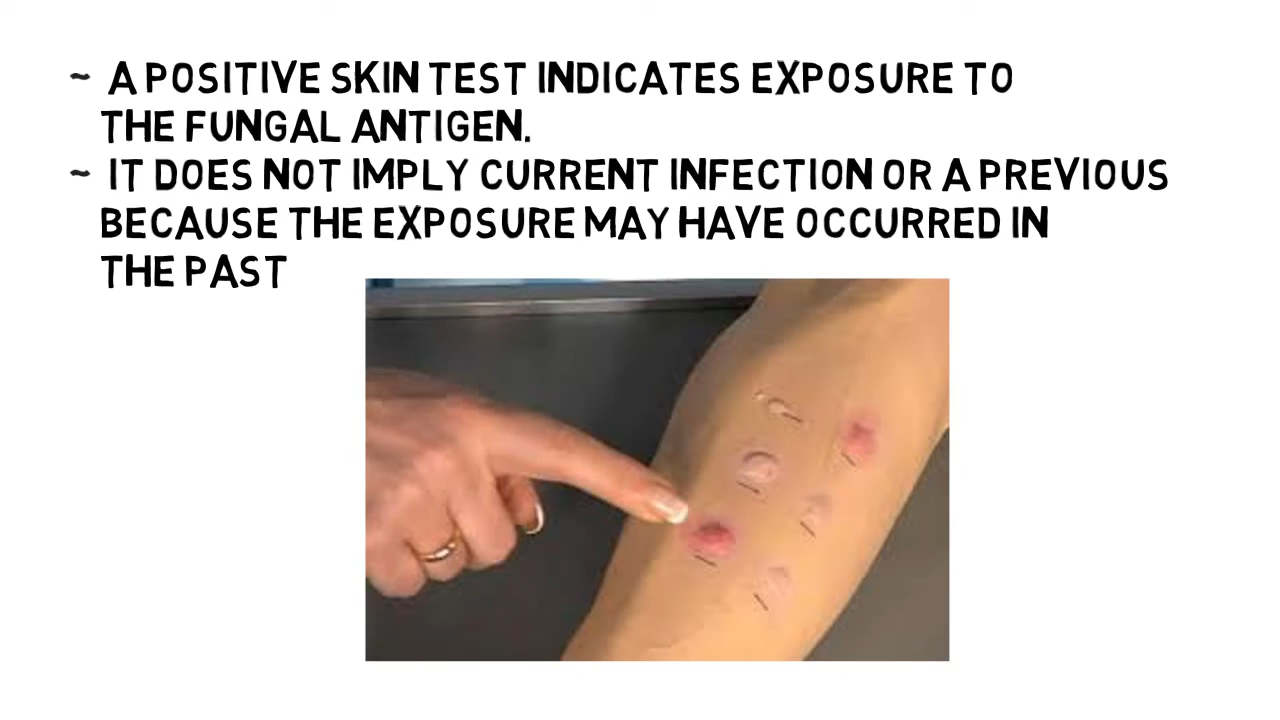 ~ A POSITIVE SKIN TEST INDICATES EXPOSURE TO
THE FUNGAL ANTIGEN.
~ IT DOES NOT IMPLY CURRENT INFECTION OR A PREVIOUS
BECAUSE THE EXPOSURE MAY HAVE OCCURRED IN
THE PAST